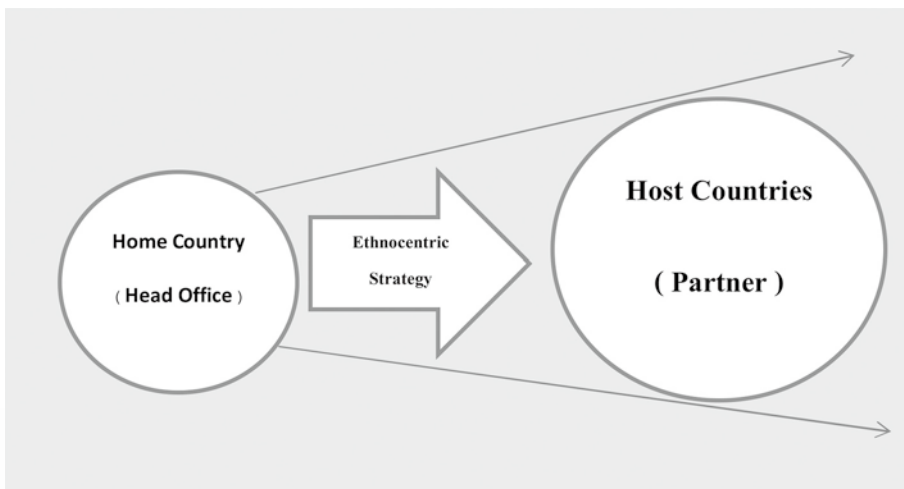 Home Country
( Head Office )
Ethnocentric
Strategy
Host Countries
( Partner )